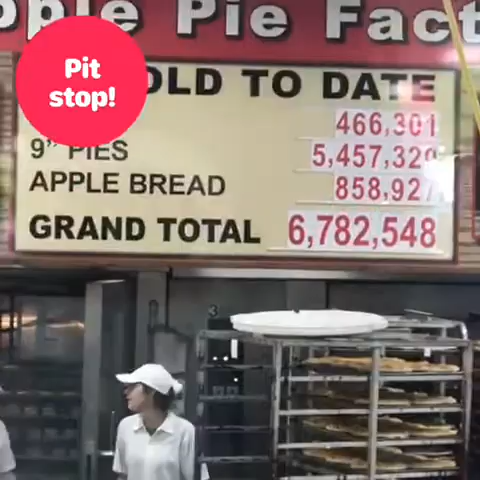 pple Pie Fact
Pit
stop!
OLD TO DATE
466,301
9" PIES 5,457,320
APPLE BREAD 858,927
GRAND TOTAL 6,782,548
3